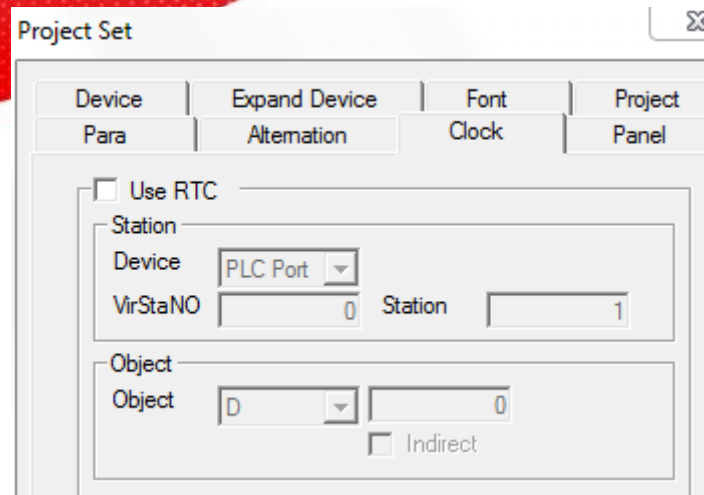 Project Set
Device Expand Device Font Project
Para Alternation Clock Panel
Use RTC
Station
Device PLC Port
VirStaNO 0 Station 1
Object
Object D 0
Indirect